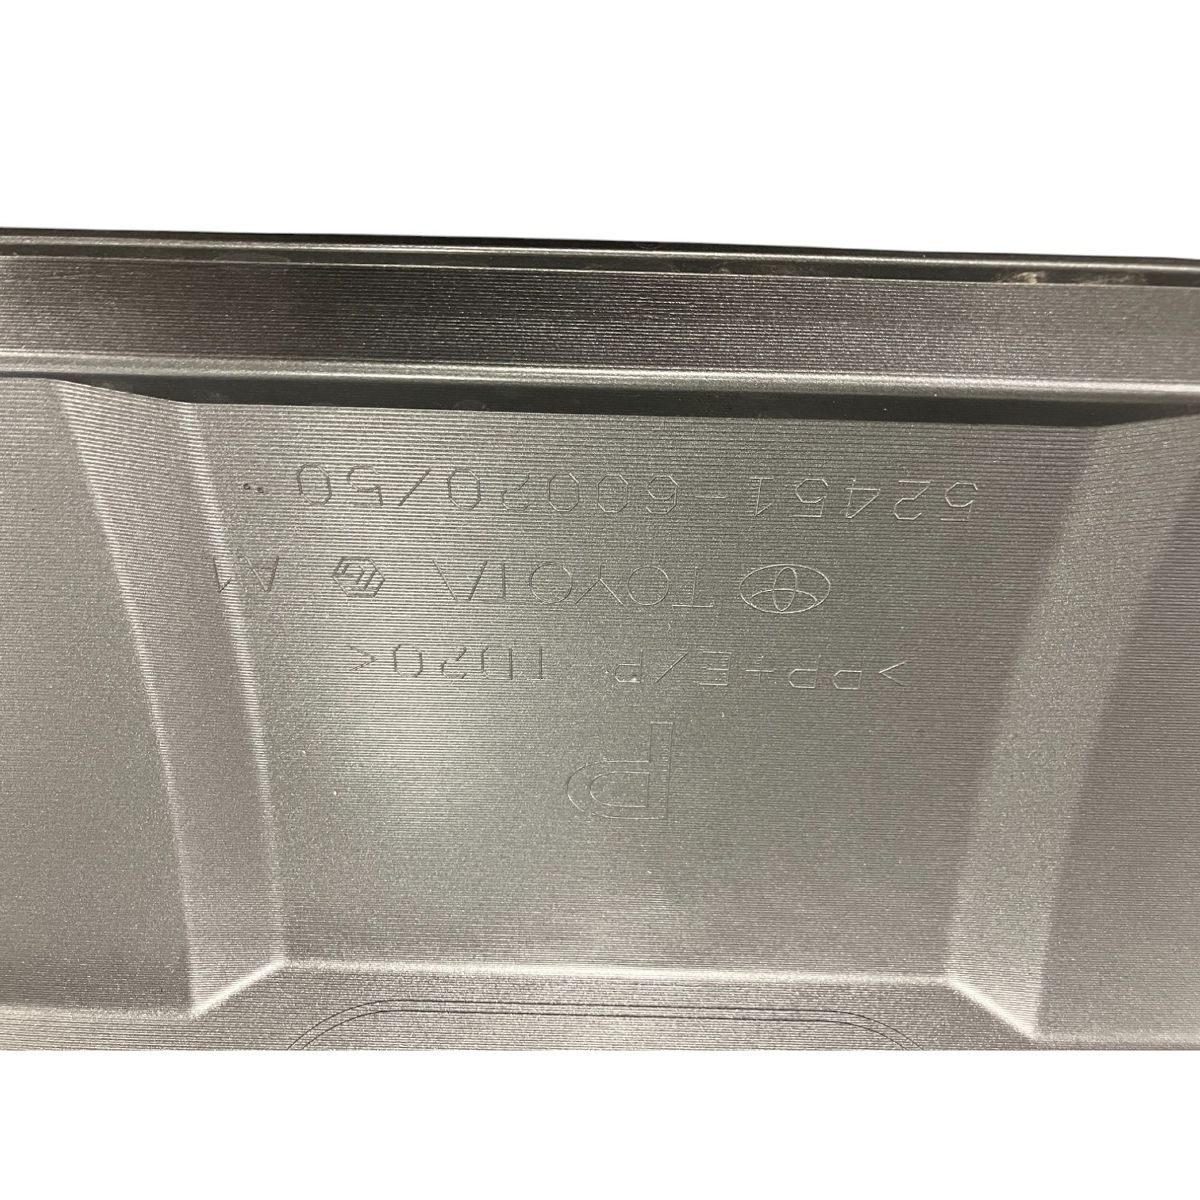 52451-60020/50
TOYOTA A1
>PP+E/P-TD20<
R